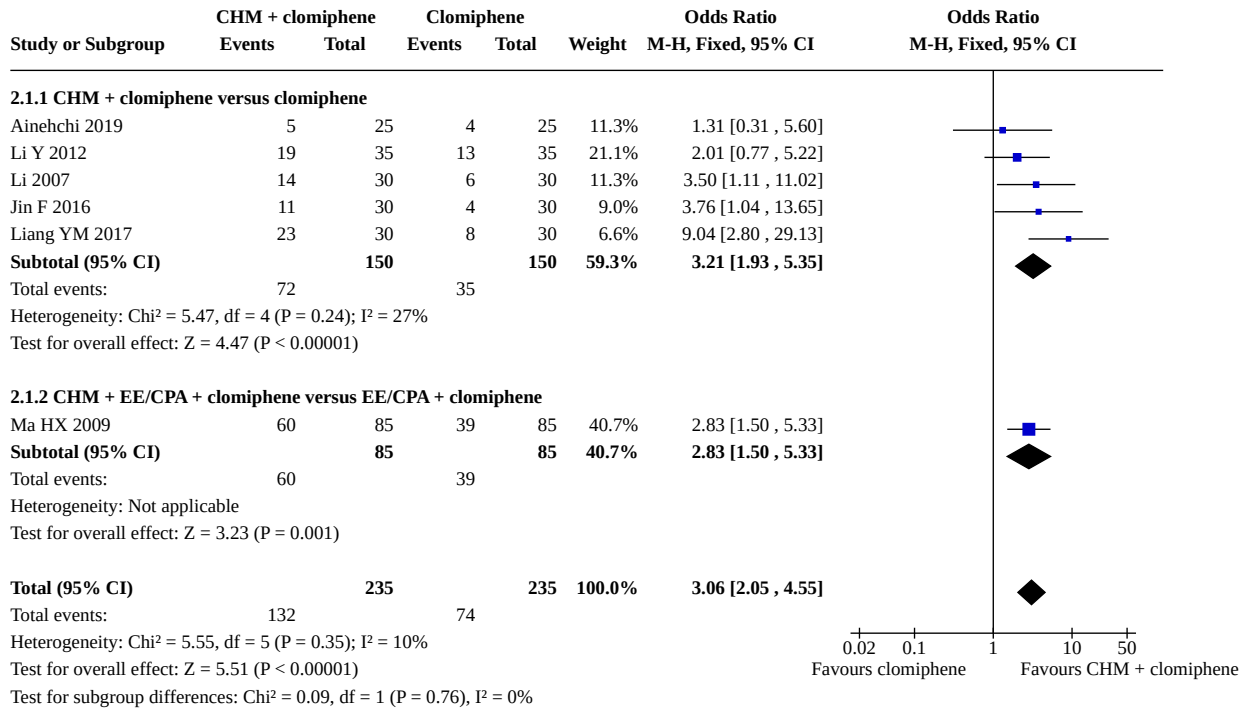 CHM + clomiphene Clomiphene Odds Ratio Odds Ratio
Study or Subgroup Events Total Events Total Weight M-H, Fixed, 95% CI M-H, Fixed, 95% CI
2.1.1 CHM + clomiphene versus clomiphene
Ainehchi 2019 5 25 4 25 11.3% 1.31 [0.31 , 5.60]
Li Y 2012 19 35 13 35 21.1% 2.01 [0.77 , 5.22]
Li 2007 14 30 6 30 11.3% 3.50 [1.11 , 11.02]
Jin F 2016 11 30 4 30 9.0% 3.76 [1.04 , 13.65]
Liang YM 2017 23 30 8 30 6.6% 9.04 [2.80 , 29.13]
Subtotal (95% CI) 150 150 59.3% 3.21 [1.93 , 5.35]
Total events: 72 35
Heterogeneity: Chi² = 5.47, df = 4 (P = 0.24); I² = 27%
Test for overall effect: Z = 4.47 (P < 0.00001)
2.1.2 CHM + EE/CPA + clomiphene versus EE/CPA + clomiphene
Ma HX 2009 60 85 39 85 40.7% 2.83 [1.50 , 5.33]
Subtotal (95% CI) 85 85 40.7% 2.83 [1.50 , 5.33]
Total events: 60 39
Heterogeneity: Not applicable
Test for overall effect: Z = 3.23 (P = 0.001)
Total (95% CI) 235 235 100.0% 3.06 [2.05 , 4.55]
Total events: 132 74
Heterogeneity: Chi² = 5.55, df = 5 (P = 0.35); I² = 10%
0.02 0.1 1 10 50
Test for overall effect: Z = 5.51 (P < 0.00001) Favours clomiphene Favours CHM + clomiphene
Test for subgroup differences: Chi² = 0.09, df = 1 (P = 0.76), I² = 0%